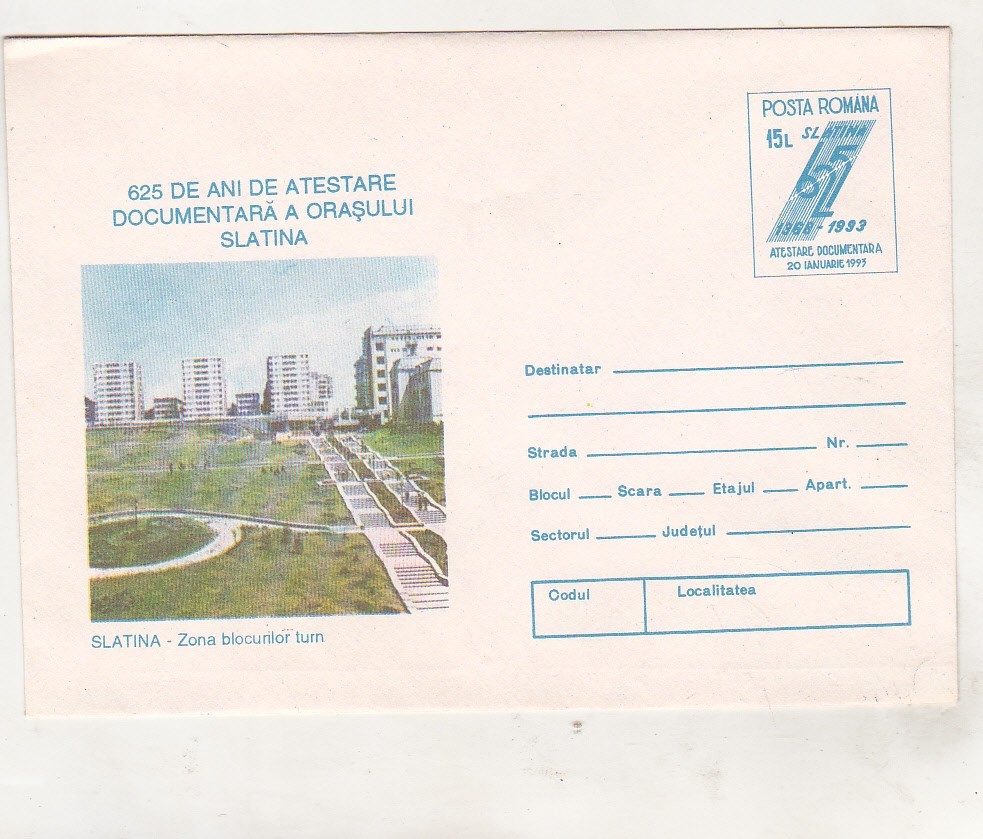 625 DE ANI DE ATESTARE
DOCUMENTARĂ A ORAŞULUI
SLATINA
SLATINA - Zona blocurilor turn
POSTA ROMÂNA
15L SLATINA
625
1368-1993
ATESTARE DOCUMENTARA
20 IANUARIE 1993
Destinatar
Strada Nr.
Blocul Scara Etajul Apart.
Sectorul Judeţul
Codul Localitatea